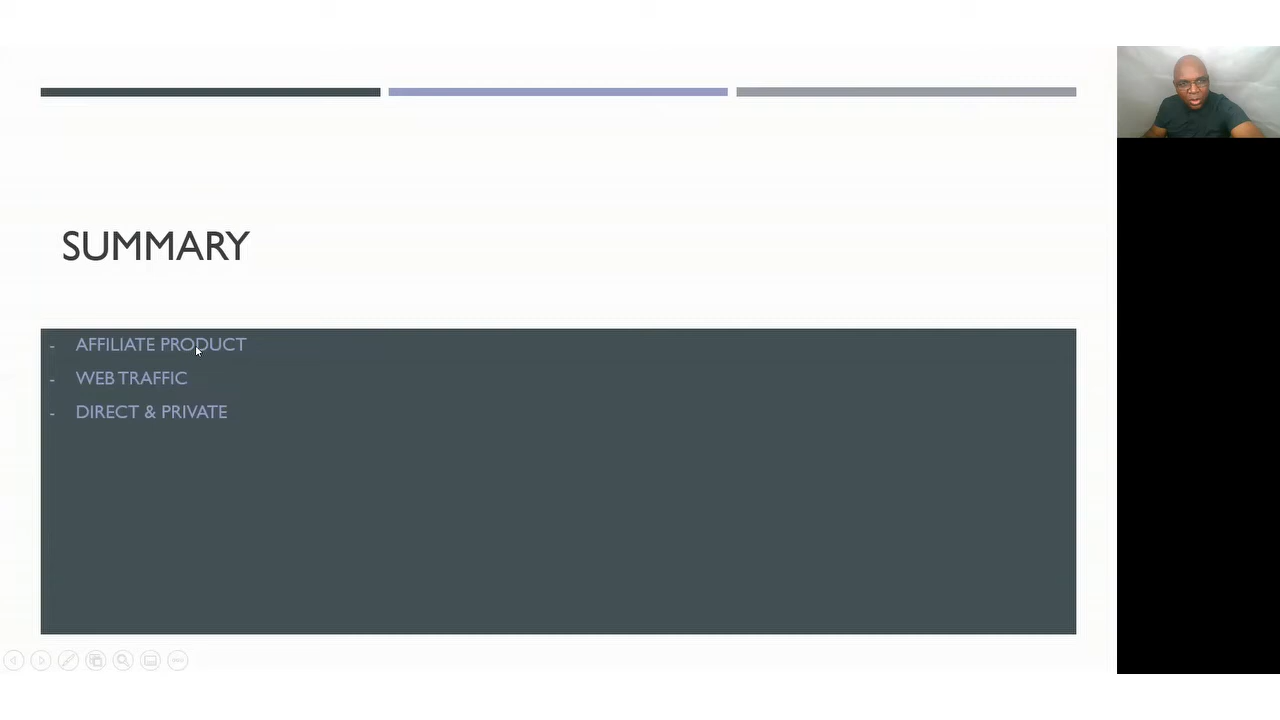 SUMMARY
- AFFILIATE PRODUCT
- WEB TRAFFIC
- DIRECT & PRIVATE